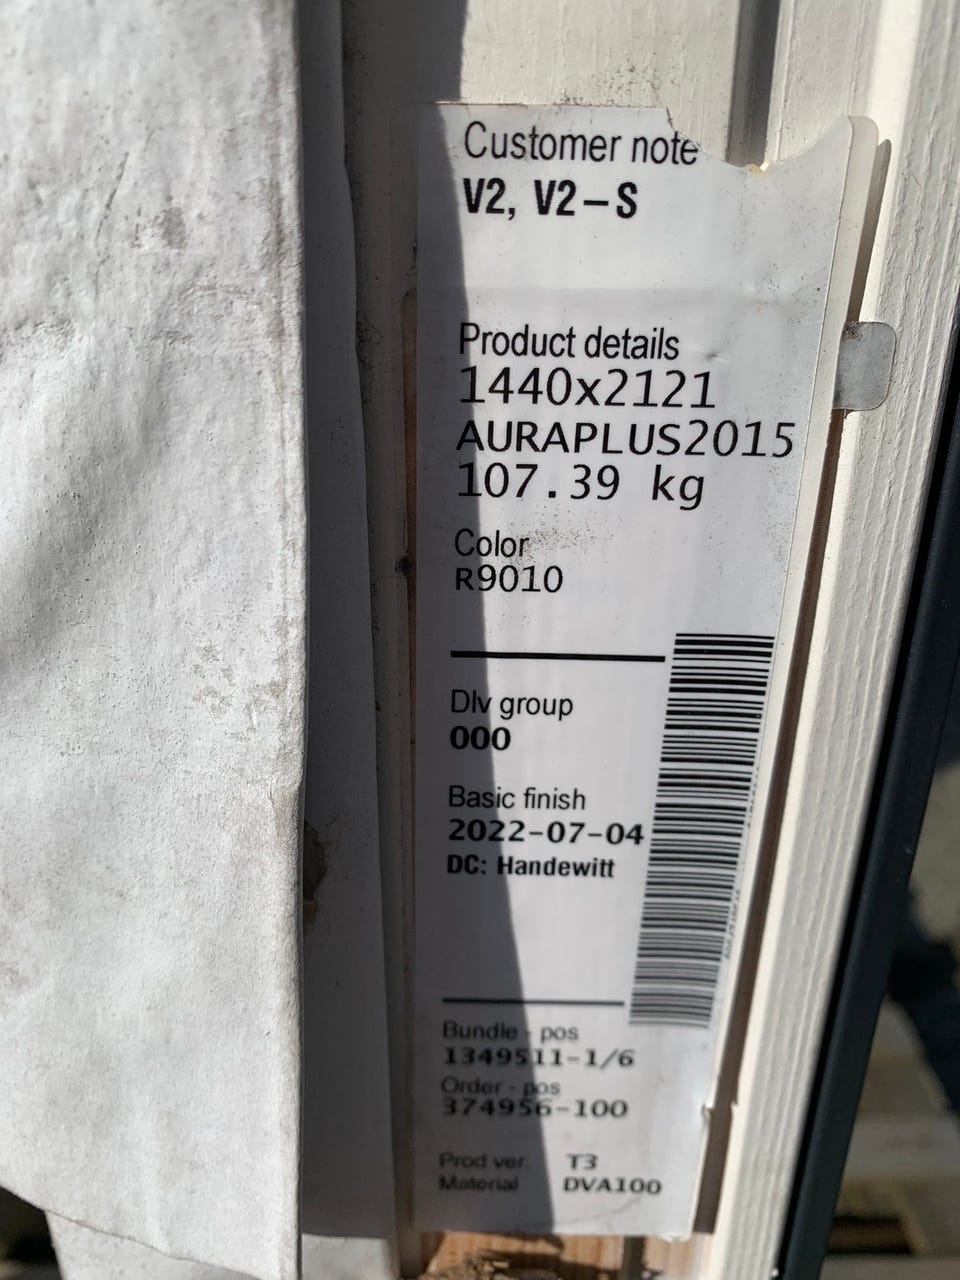 Customer note
V2, V2-S
Product details
1440x2121
AURAPLUS2015
107.39 kg
Color
R9010
Dlv group
000
Basic finish
2022-07-04
DC: Handewitt
Bundle - pos
1349511-1/6
Order - pos
374956-100
Prod ver. T3
Material DVA100